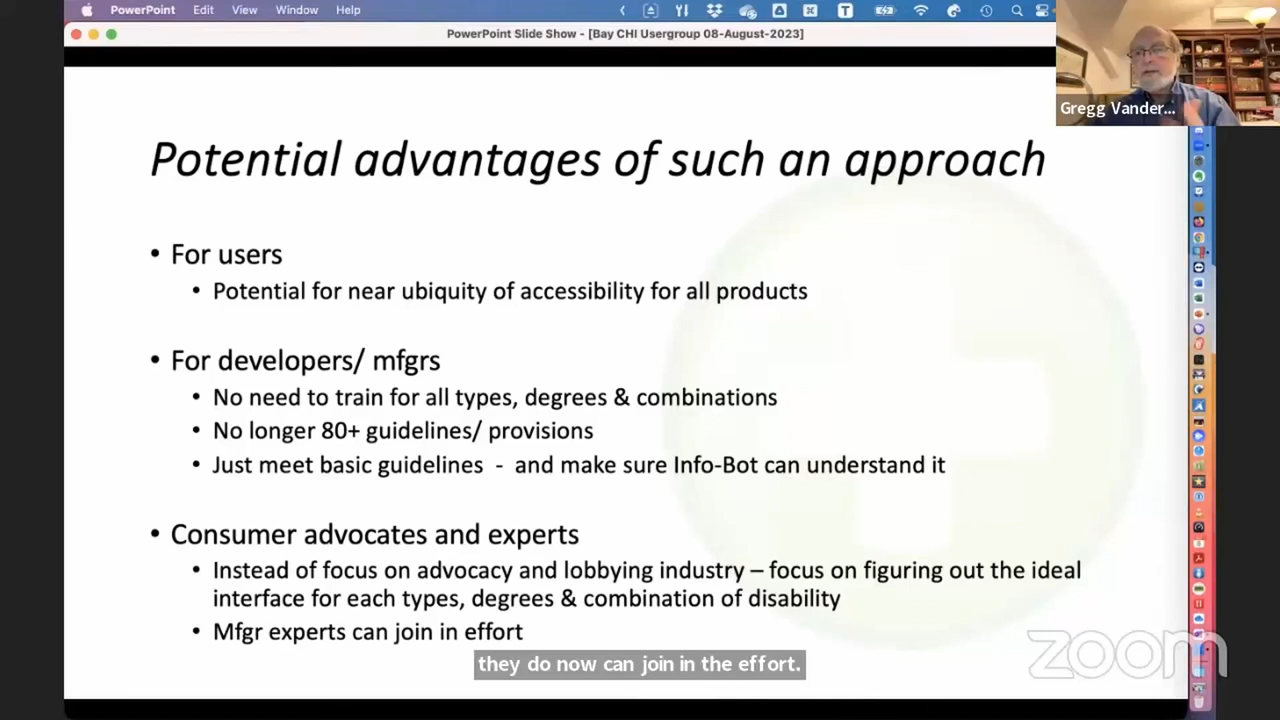 PowerPoint Edit View Window Help
PowerPoint Slide Show - [Bay CHI Usergroup 08-August-2023]
Gregg Vander...
Potential advantages of such an approach
• For users
• Potential for near ubiquity of accessibility for all products
• For developers/ mfgrs
• No need to train for all types, degrees & combinations
• No longer 80+ guidelines/ provisions
• Just meet basic guidelines - and make sure Info-Bot can understand it
• Consumer advocates and experts
• Instead of focus on advocacy and lobbying industry – focus on figuring out the ideal
interface for each types, degrees & combination of disability
• Mfgr experts can join in effort
they do now can join in the effort.
zoom